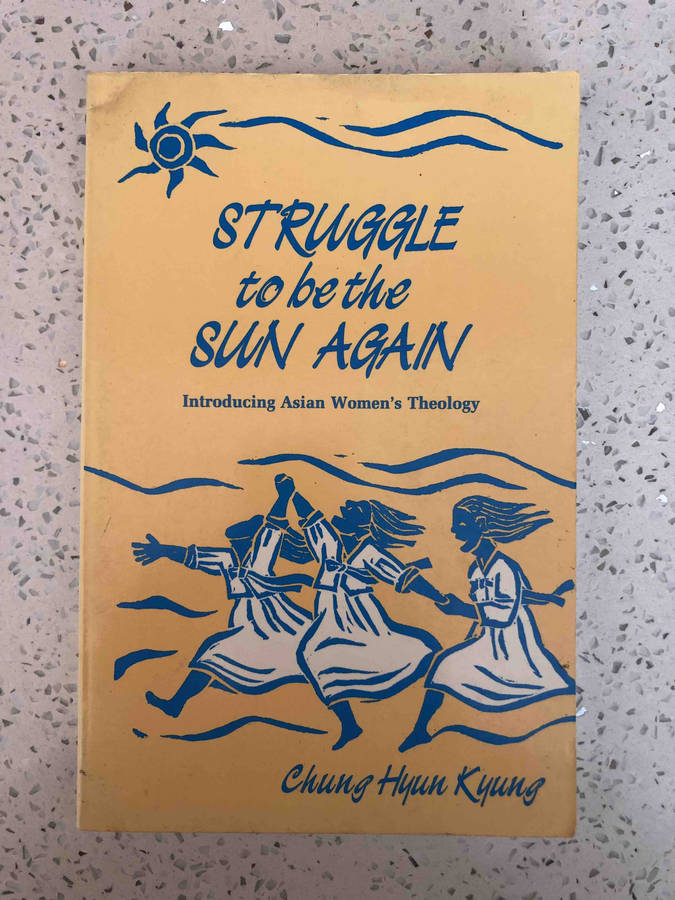 STRUGGLE
to be the
SUN AGAIN
Introducing Asian Women's Theology
Chung Hyun Kyung